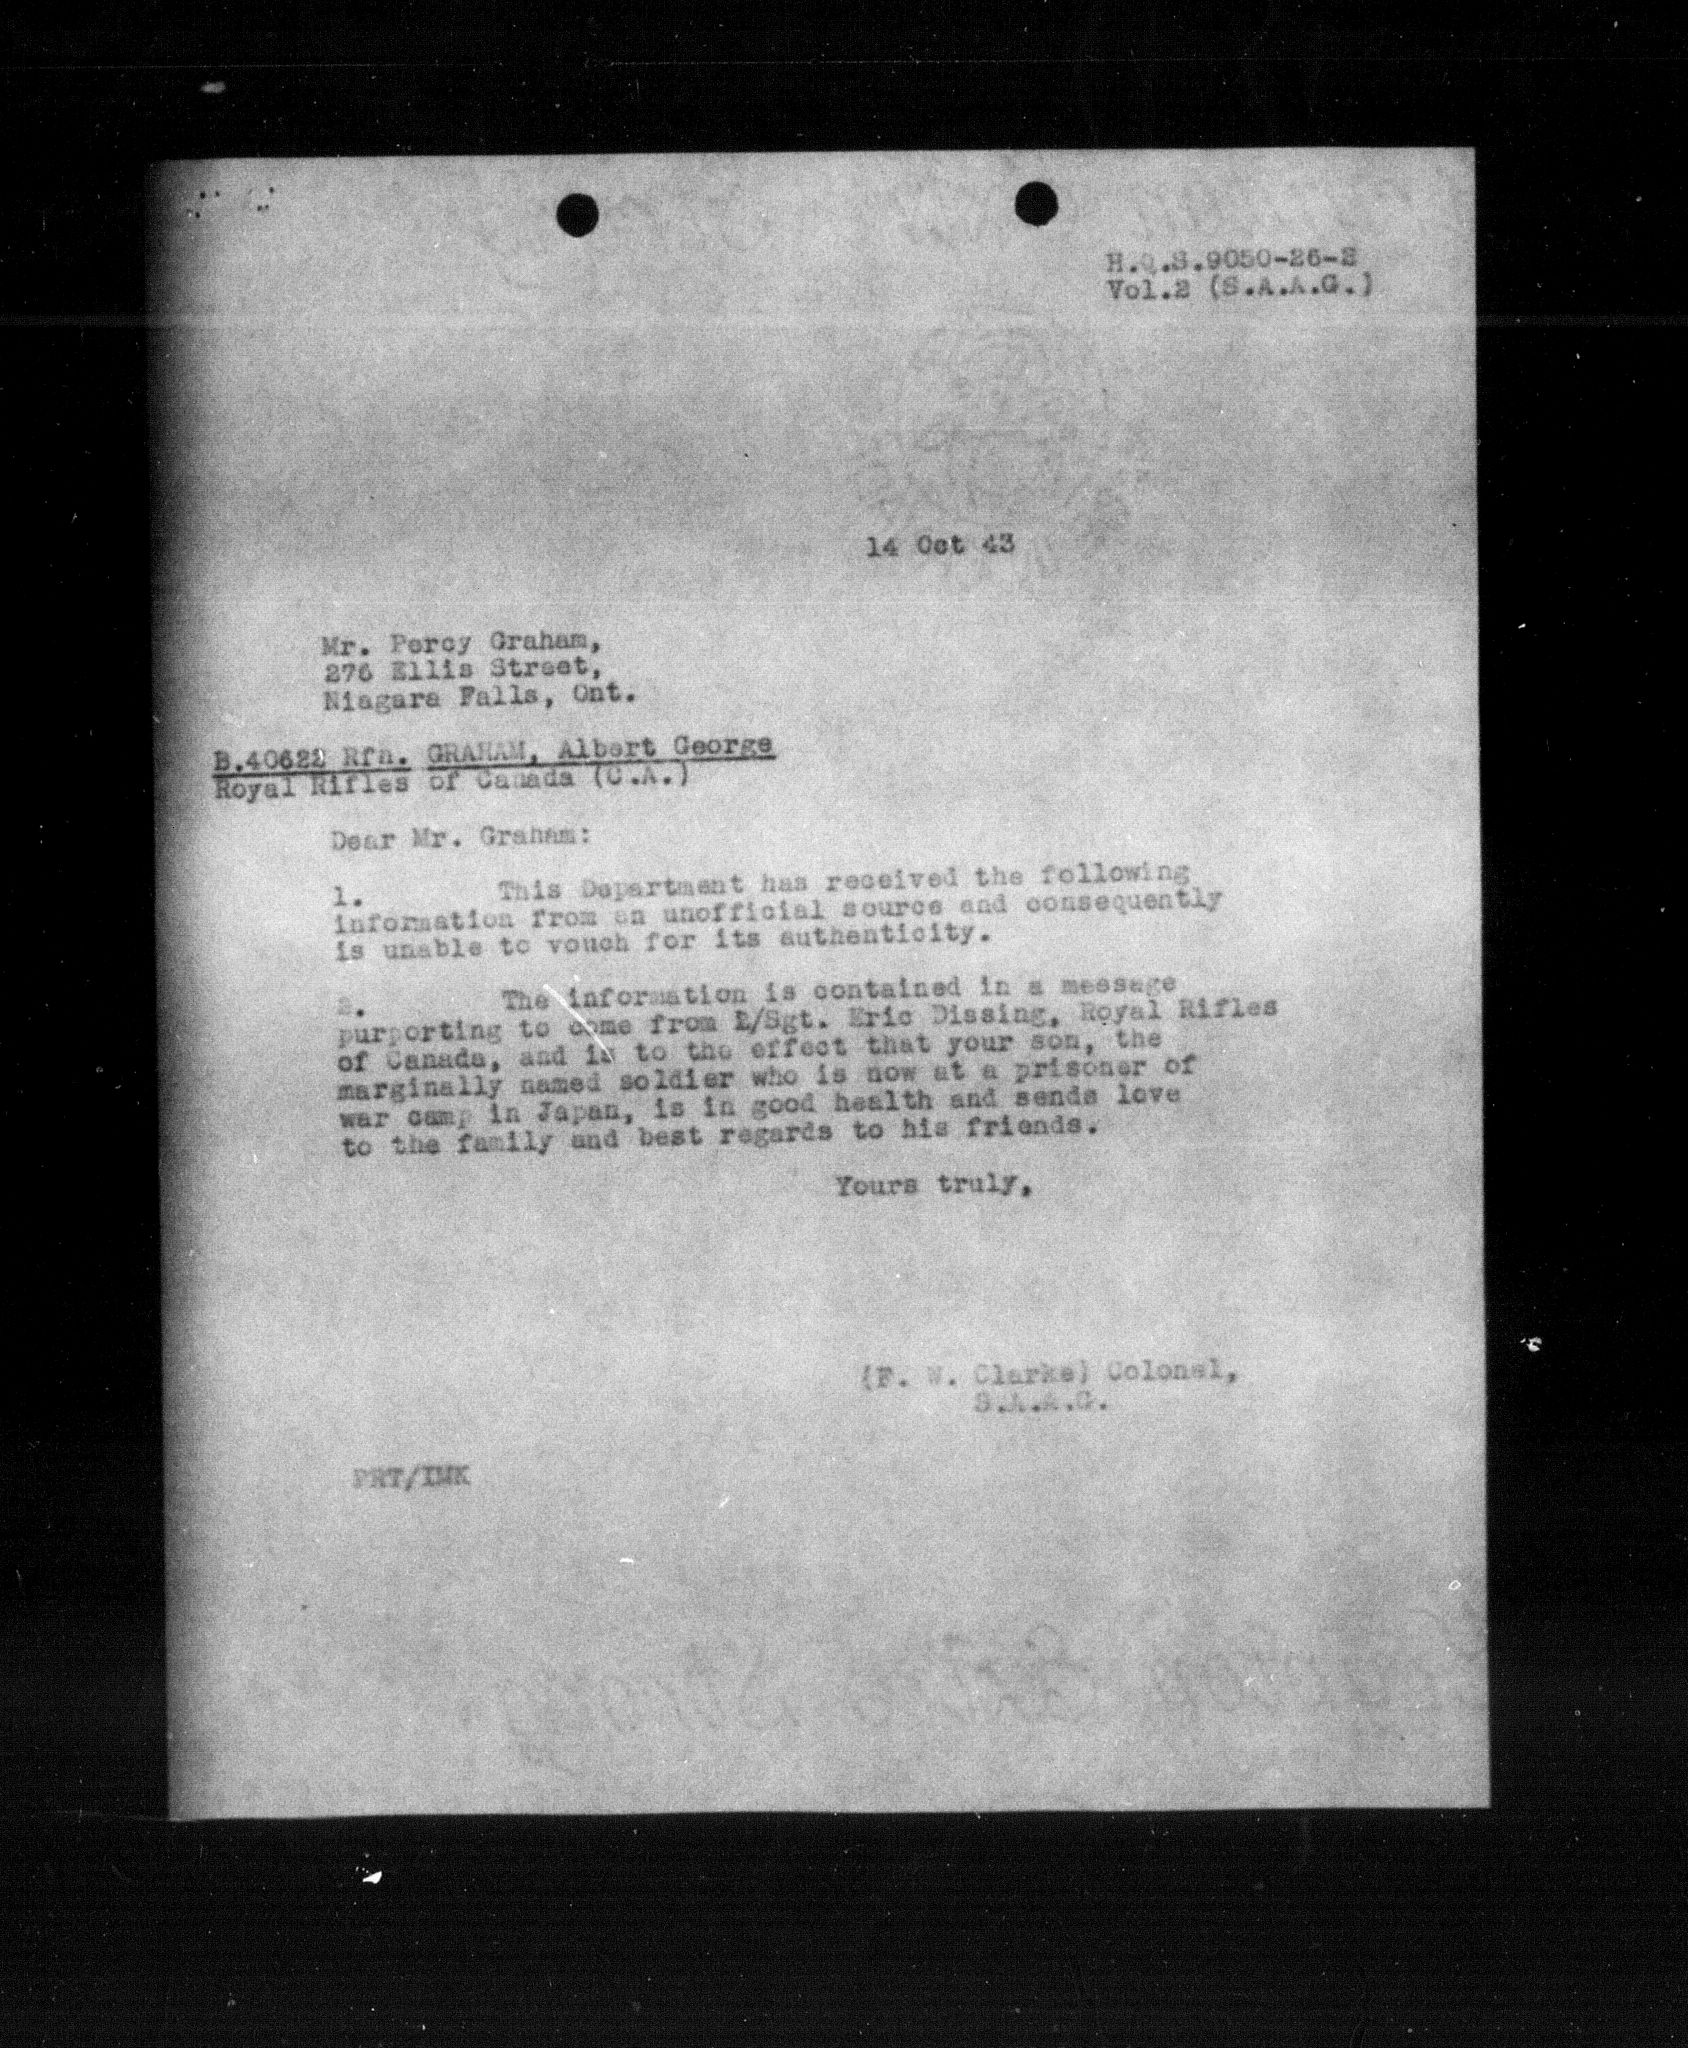 H.Q.S.9050-26-2
Vol.2 (S.A.A.G.)
14 Oct 43
Mr. Percy Graham,
276 Ellis Street,
Niagara Falls, Ont.
B.40622 Rfn. GRAHAM, Albert George
Royal Rifles of Canada (C.A.)
Dear Mr. Graham:
1. This Department has received the following
information from an unofficial source and consequently
is unable to vouch for its authenticity.
2. The information is contained in a message
purporting to come from L/Sgt. Eric Dissing, Royal Rifles
of Canada, and is to the effect that your son, the
marginally named soldier who is now at a prisoner of
war camp in Japan, is in good health and sends love
to the family and best regards to his friends.
Yours truly,
(F. W. Clarke) Colonel,
S.A.A.G.
PRT/IWK